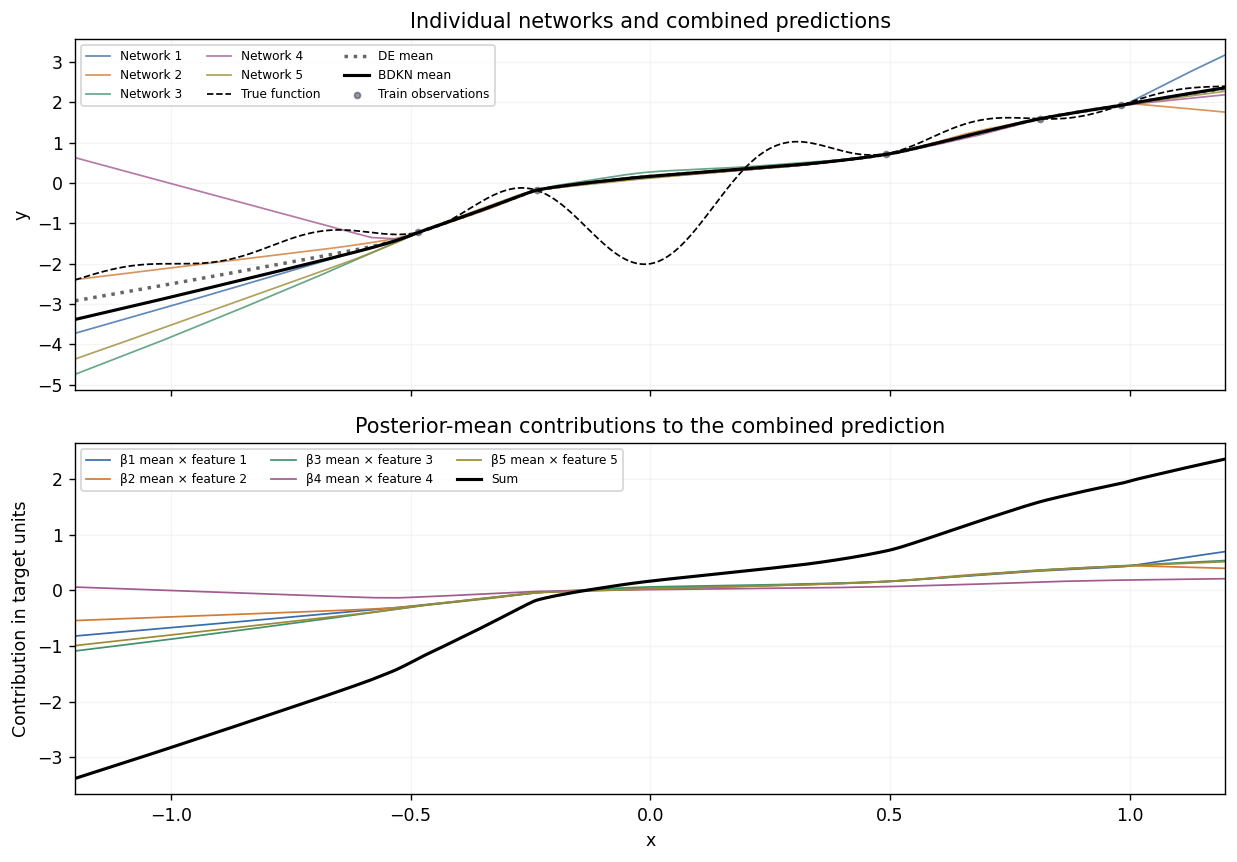 Individual networks and combined predictions
Network 1
Network 2
Network 3
Network 4
Network 5
True function
DE mean
BDKN mean
Train observations
3
2
1
0
−1
−2
−3
−4
−5
y
Posterior-mean contributions to the combined prediction
β1 mean × feature 1
β2 mean × feature 2
β3 mean × feature 3
β4 mean × feature 4
β5 mean × feature 5
Sum
2
1
0
−1
−2
−3
Contribution in target units
−1.0
−0.5
0.0
0.5
1.0
x